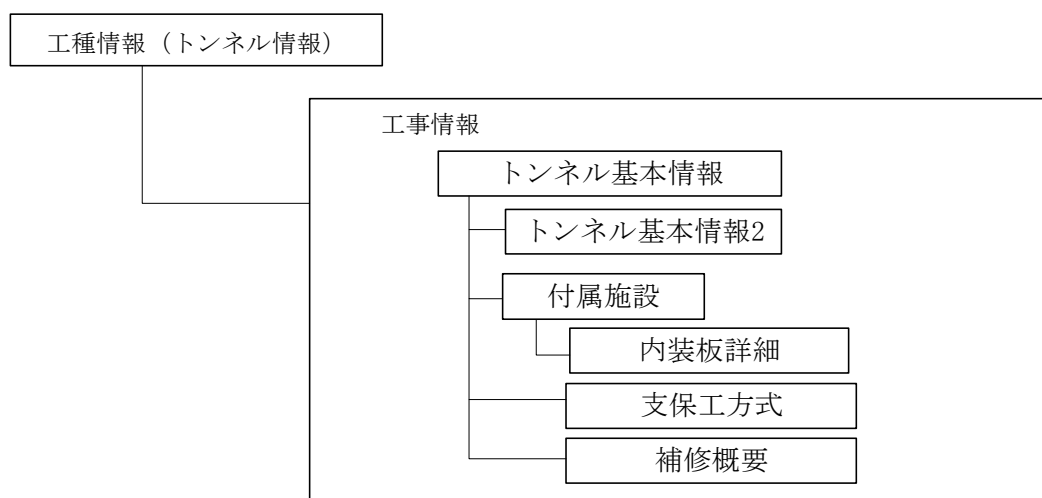 工種情報（トンネル情報）
工事情報
トンネル基本情報
トンネル基本情報2
付属施設
内装板詳細
支保工方式
補修概要